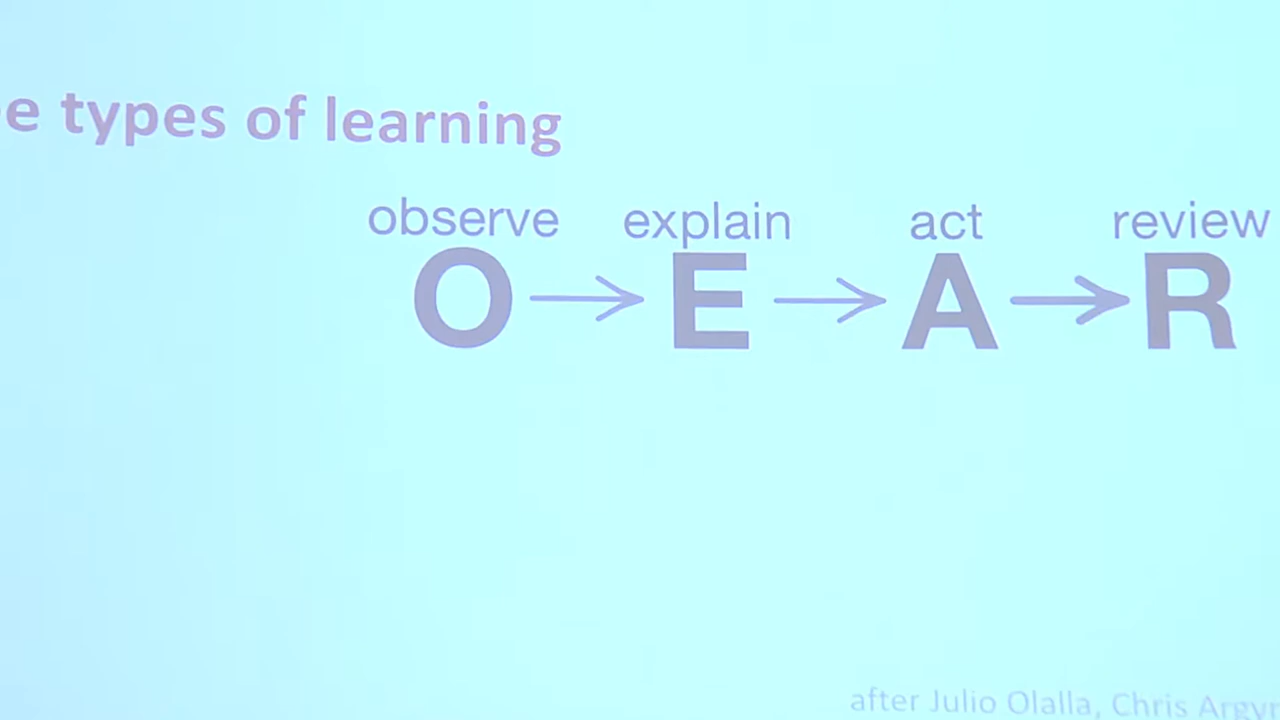 types of learning
observe explain act review
O → E → A → R
after Julio Olalla, Chris